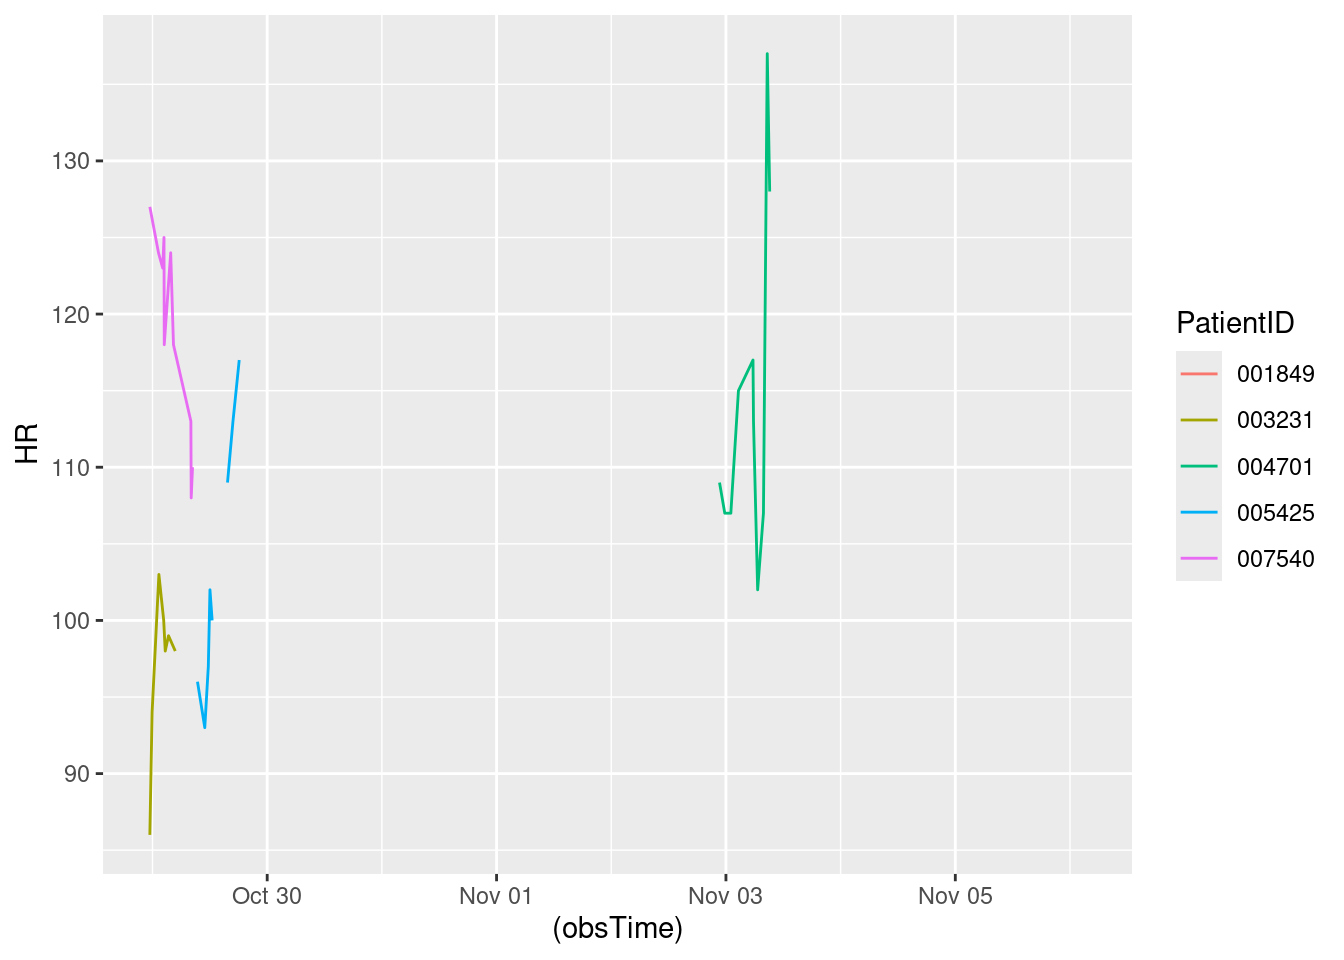 130
120
110
100
90
HR
Oct 30
Nov 01
Nov 03
Nov 05
(obsTime)
PatientID
001849
003231
004701
005425
007540